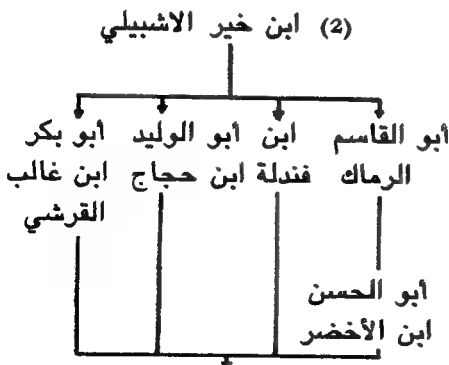 (2) ابن خير الاشبيلي
أبو القاسم الرماك
ابن فندلة
أبو الوليد ابن حجاج
أبو بكر ابن غالب القرشي
أبو الحسن
ابن الأخضر